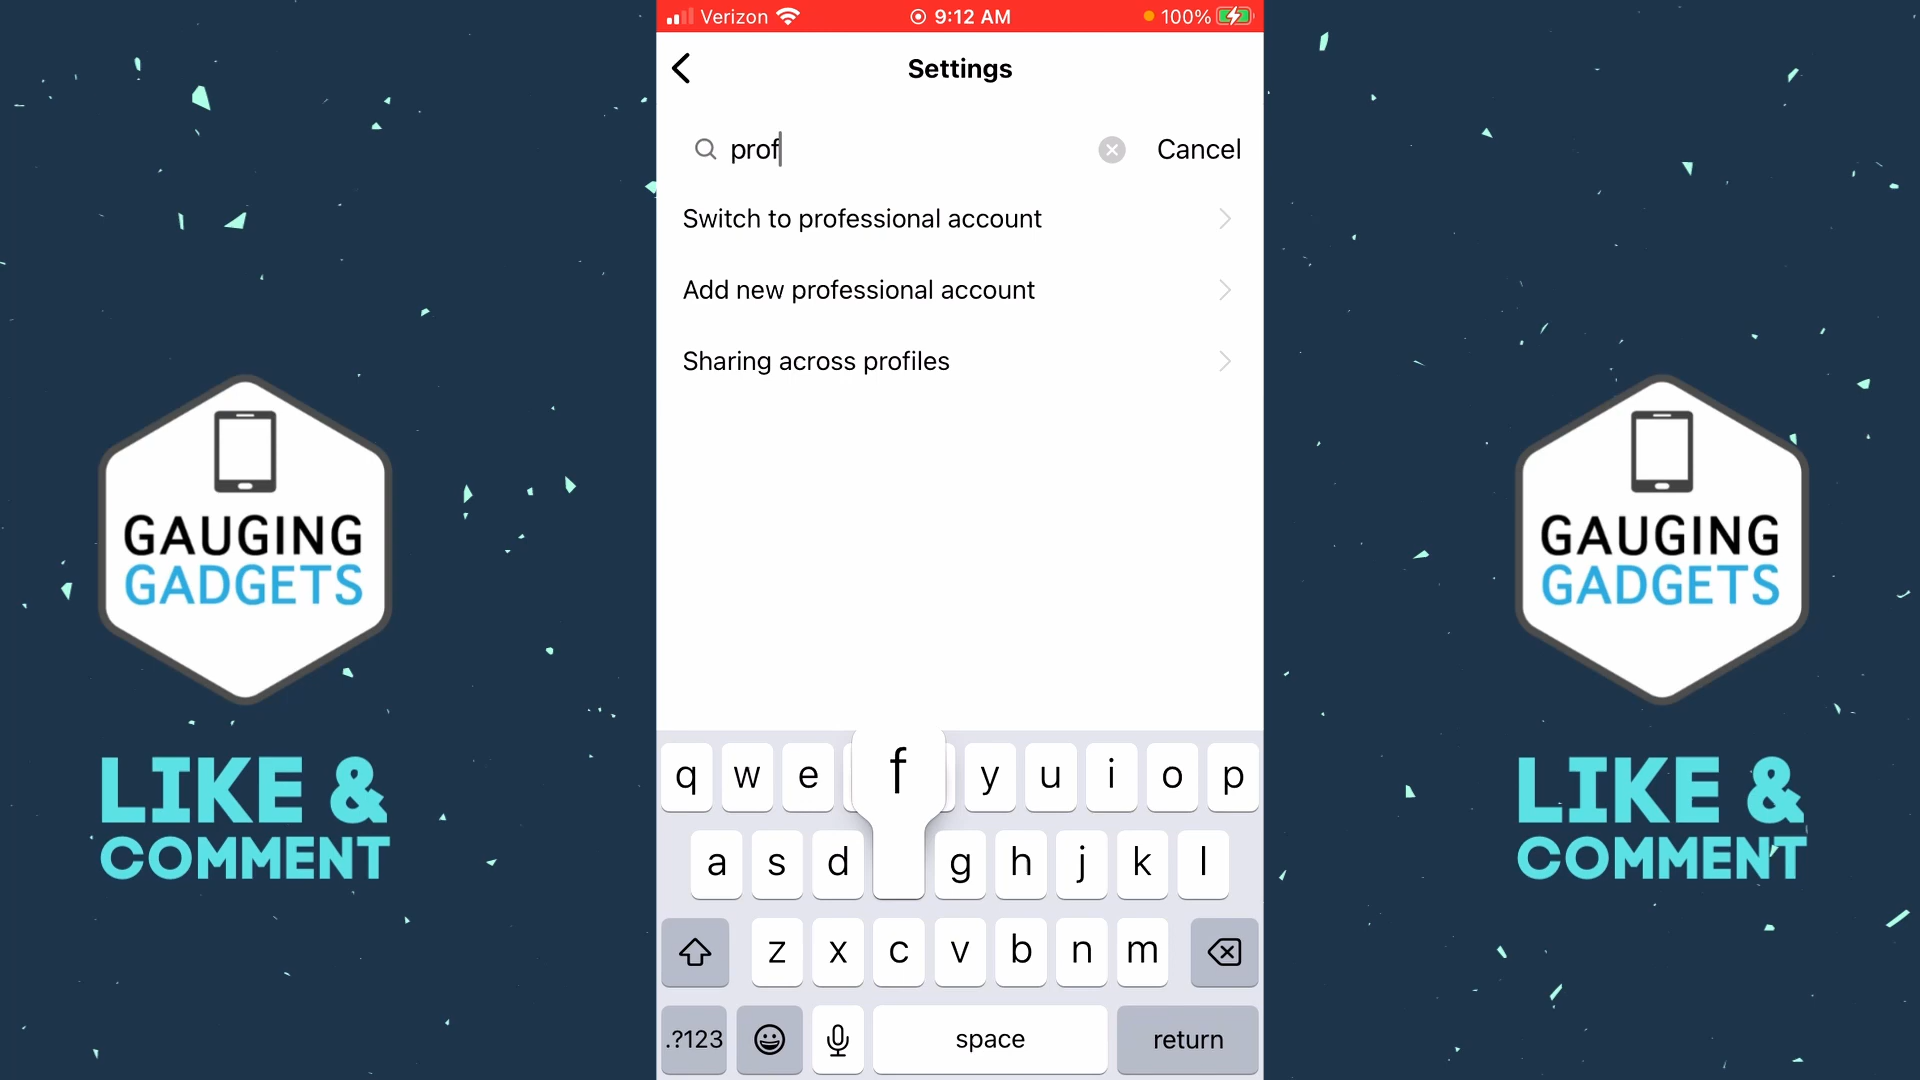 Verizon 9:12 AM 100%
Settings
prof Cancel
Switch to professional account
Add new professional account
Sharing across profiles
GAUGING
GADGETS
LIKE &
COMMENT
GAUGING
GADGETS
LIKE &
COMMENT
q w e f y u i o p
a s d g h j k l
z x c v b n m
.?123 space return